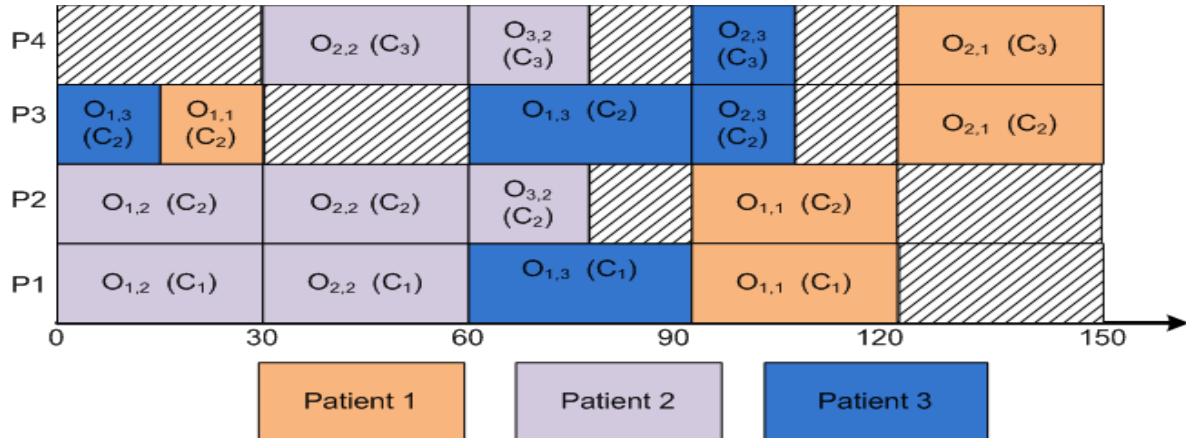 P4
O2,2 (C3)
O3,2
(C3)
O2,3
(C3)
O2,1 (C3)
P3
O1,3
(C2)
O1,1
(C2)
O1,3 (C2)
O2,3
(C2)
O2,1 (C2)
P2
O1,2 (C2)
O2,2 (C2)
O3,2
(C2)
O1,1 (C2)
P1
O1,2 (C1)
O2,2 (C1)
O1,3 (C1)
O1,1 (C1)
0 30 60 90 120 150
Patient 1 Patient 2 Patient 3